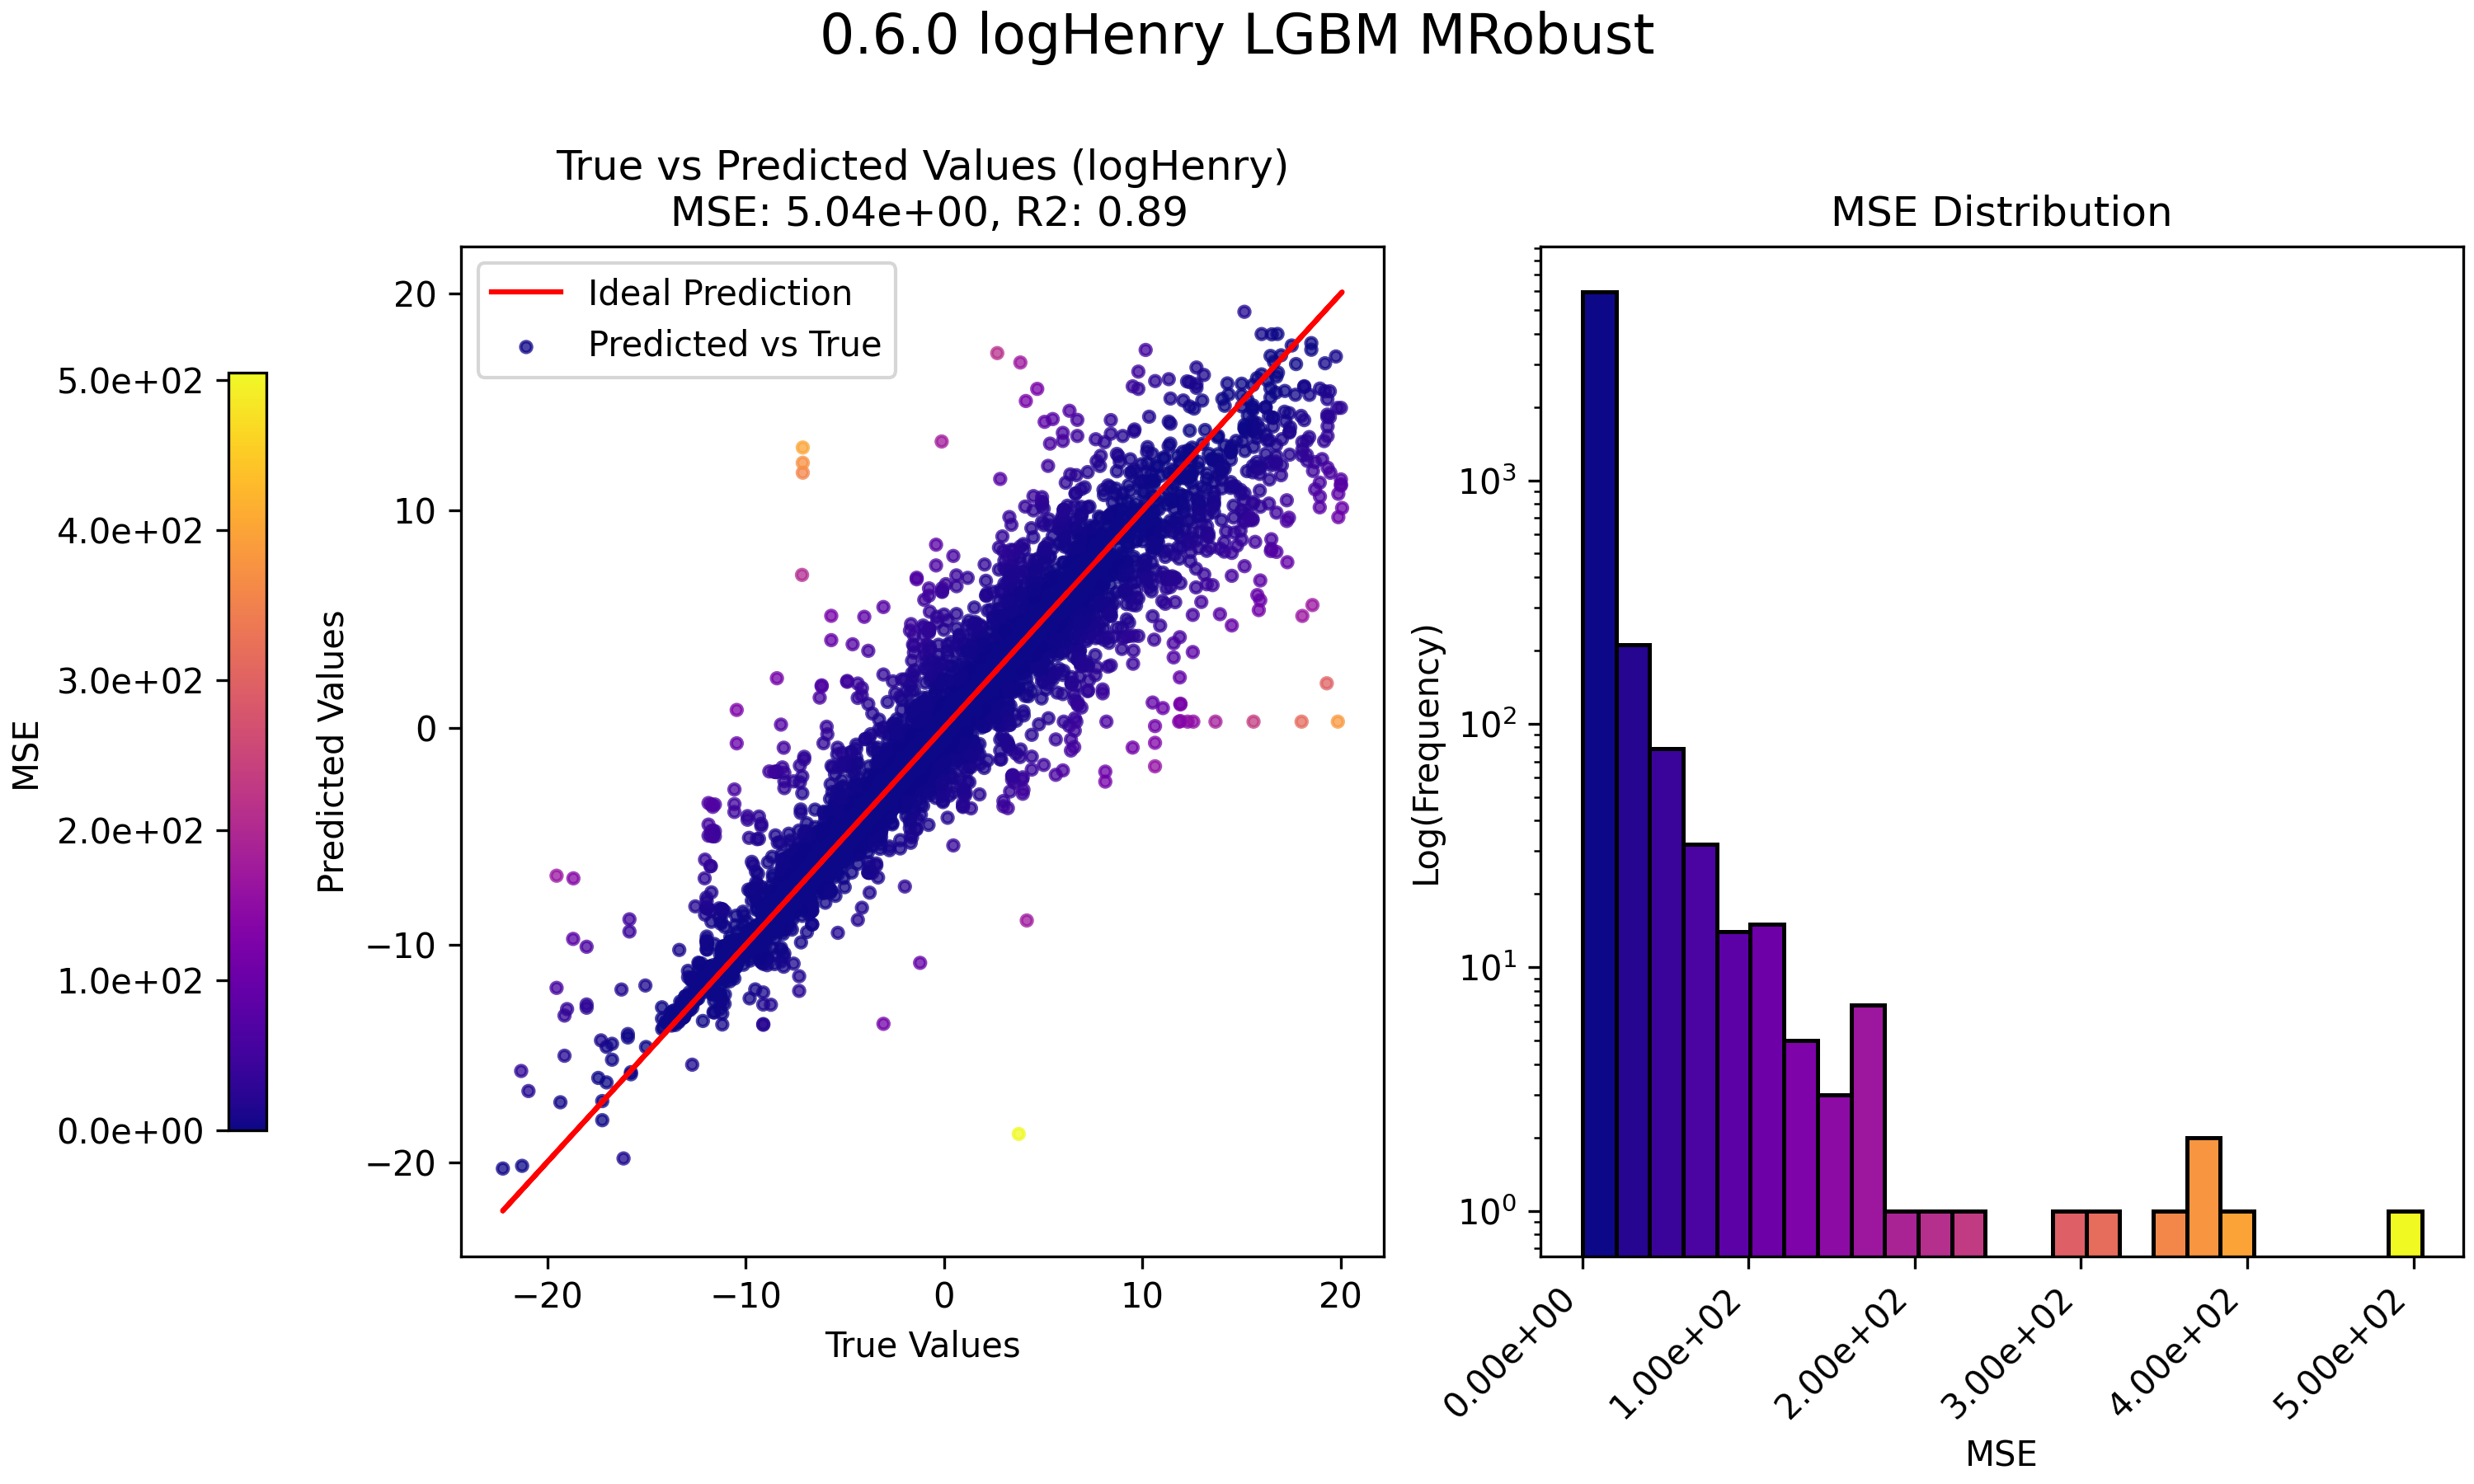 0.6.0 logHenry LGBM MRobust
True vs Predicted Values (logHenry)
MSE: 5.04e+00, R2: 0.89
MSE Distribution
Ideal Prediction
Predicted vs True
5.0e+02
4.0e+02
3.0e+02
2.0e+02
1.0e+02
0.0e+00
MSE
Predicted Values
20
10
0
−10
−20
−20
−10
0
10
20
True Values
Log(Frequency)
10³
10²
10¹
10⁰
0.00e+00
1.00e+02
2.00e+02
3.00e+02
4.00e+02
5.00e+02
MSE